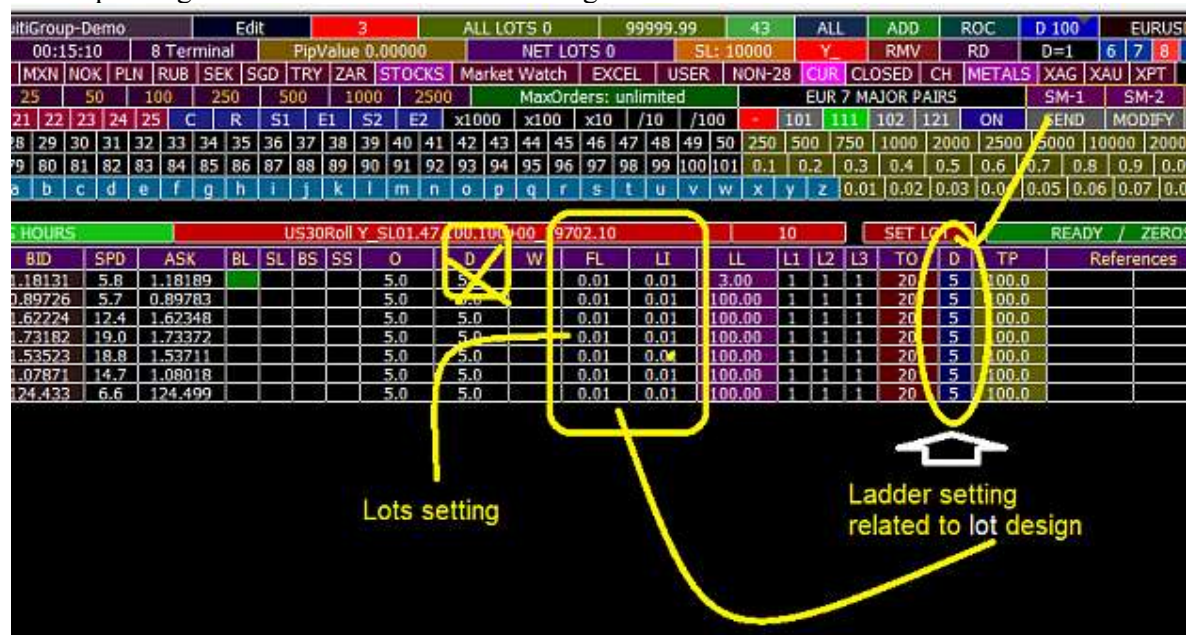 itiGroup-Demo Edit 3 ALL LOTS 0 99999.99 43 ALL ADD ROC D 100 EURUS
00:15:10 8 Terminal PipValue 0.00000 NET LOTS 0 SL: 10000 Y_ RMV RD D=1 6 7 8
MXN NOK PLN RUB SEK SGD TRY ZAR STOCKS Market Watch EXCEL USER NON-28 CUR CLOSED CH METALS XAG XAU XPT
25 50 100 250 500 1000 2500 MaxOrders: unlimited EUR 7 MAJOR PAIRS SM-1 SM-2
21 22 23 24 25 C R S1 E1 S2 E2 x1000 x100 x10 /10 /100 - 101 111 102 121 ON SEND MODIFY
28 29 30 31 32 33 34 35 36 37 38 39 40 41 42 43 44 45 46 47 48 49 50 250 500 750 1000 2000 2500 5000 10000 2000
79 80 81 82 83 84 85 86 87 88 89 90 91 92 93 94 95 96 97 98 99 100 101 0.1 0.2 0.3 0.4 0.5 0.6 0.7 0.8 0.9 0.0
a b c d e f g h i j k l m n o p q r s t u v w x y z 0.01 0.02 0.03 0.04 0.05 0.06 0.07 0.0
HOURS US30Roll Y_SL01.47 10 SET LOT READY / ZEROS
BID SPD ASK BL SL BS SS O D W FL LI LL L1 L2 L3 TO D TP References
1.18131 5.8 1.18189 5.0 0.01 0.01 3.00 1 1 1 20 5 100.0
0.89726 5.7 0.89783 5.0 5.0 0.01 0.01 100.00 1 1 1 20 5 100.0
1.62224 12.4 1.62348 5.0 5.0 0.01 0.01 100.00 1 1 1 20 5 100.0
1.73182 19.0 1.73372 5.0 5.0 0.01 0.01 100.00 1 1 1 20 5 100.0
1.53523 18.8 1.53711 5.0 5.0 0.01 100.00 1 1 1 20 5 100.0
1.07871 14.7 1.08018 5.0 5.0 0.01 0.01 100.00 1 1 1 20 5 100.0
124.433 6.6 124.499 5.0 5.0 0.01 0.01 100.00 1 1 1 20 5 100.0
Lots setting
Ladder setting
related to lot design